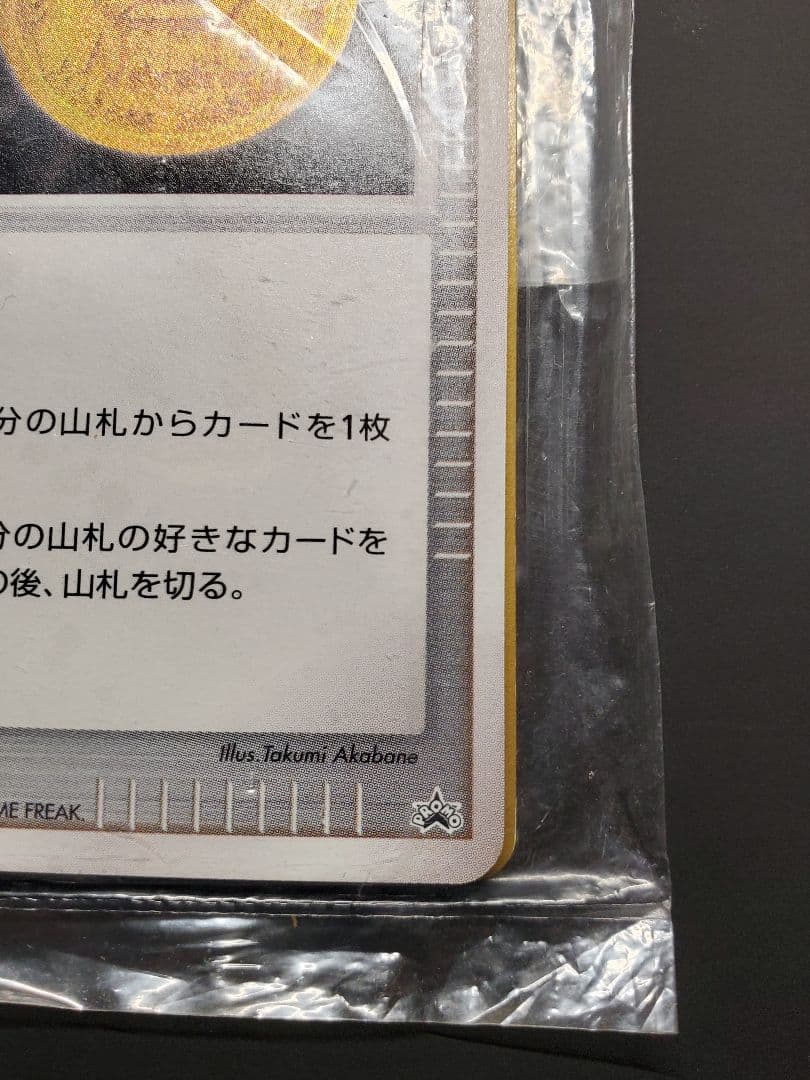 分の山札からカードを1枚
分の山札の好きなカードを
の後、山札を切る。
Illus. Takumi Akabane
ME FREAK.
PROMO